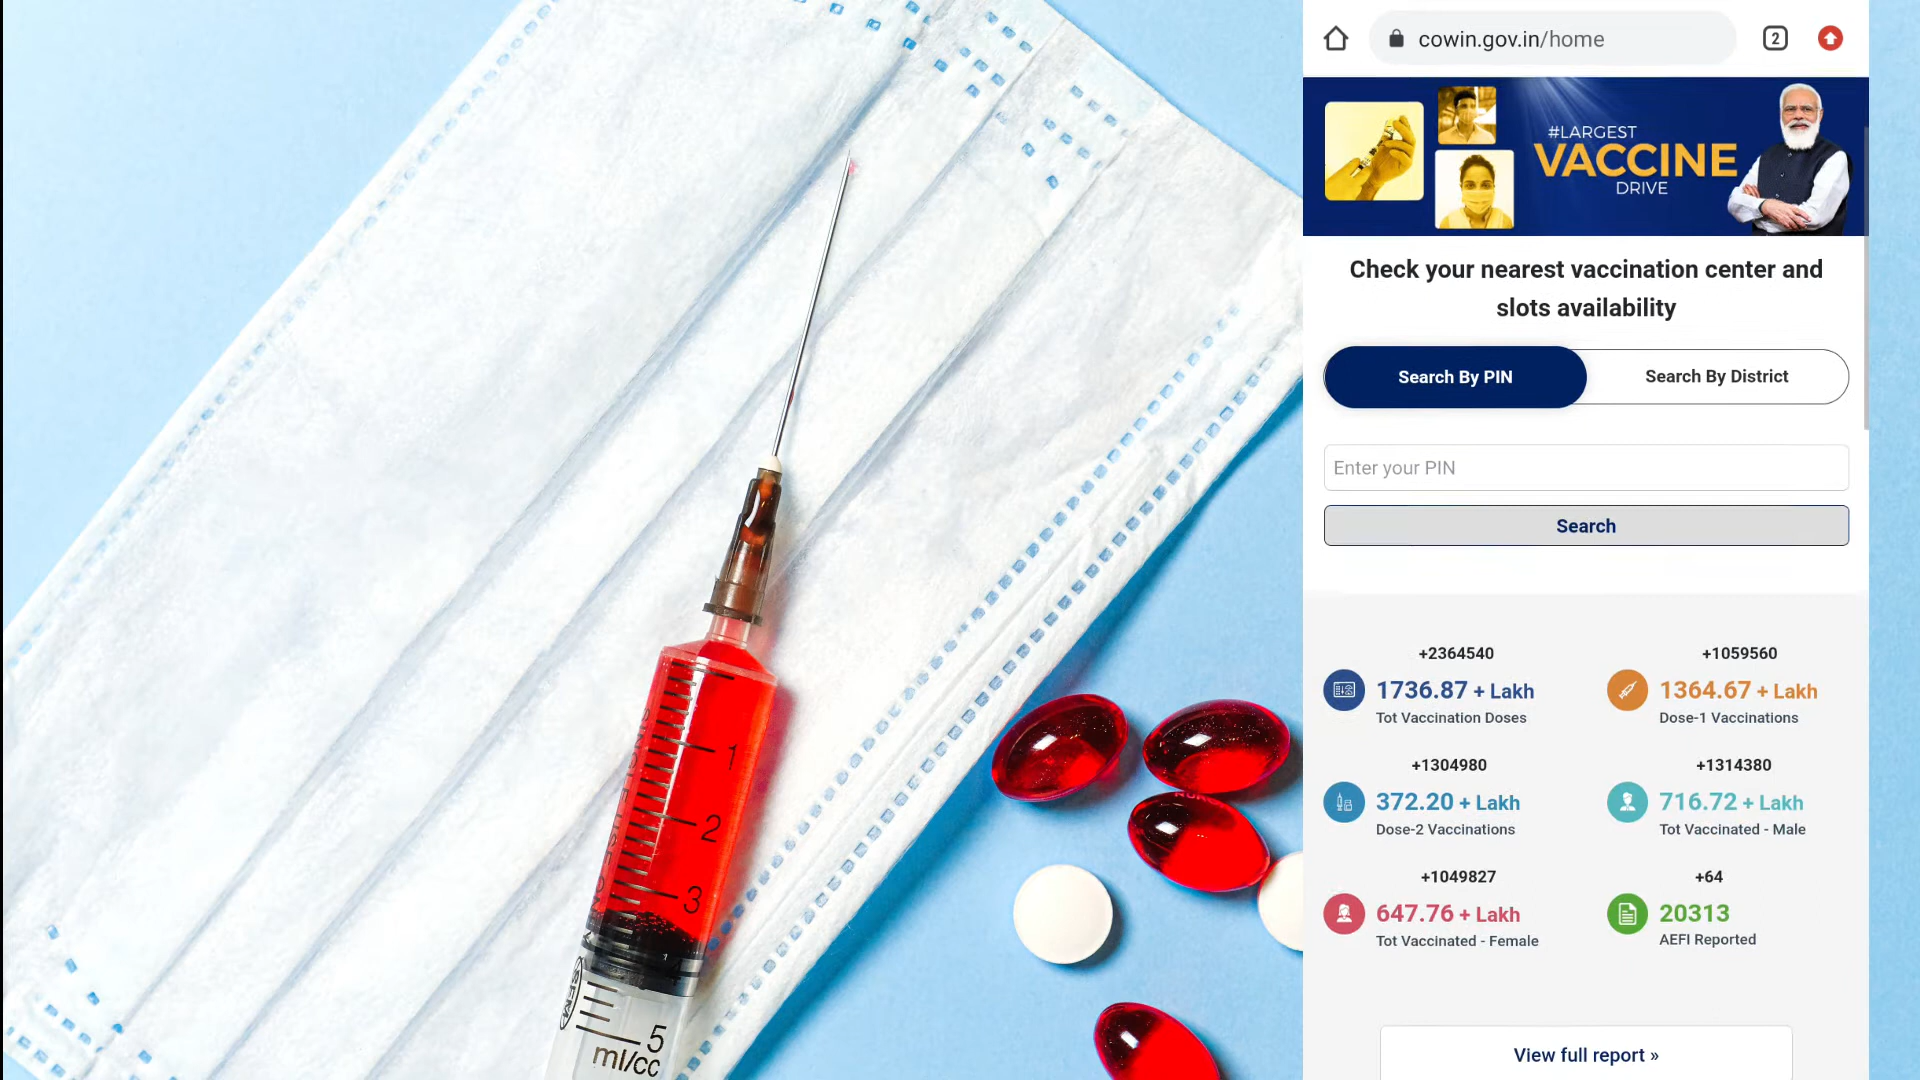 cowin.gov.in/home
2
#LARGEST
VACCINE
DRIVE
Check your nearest vaccination center and
slots availability
Search By PIN
Search By District
Enter your PIN
Search
+2364540
1736.87 + Lakh
Tot Vaccination Doses
+1059560
1364.67 + Lakh
Dose-1 Vaccinations
+1304980
372.20 + Lakh
Dose-2 Vaccinations
+1314380
716.72 + Lakh
Tot Vaccinated - Male
+1049827
647.76 + Lakh
Tot Vaccinated - Female
+64
20313
AEFI Reported
View full report »
1
2
3
5
ml/cc